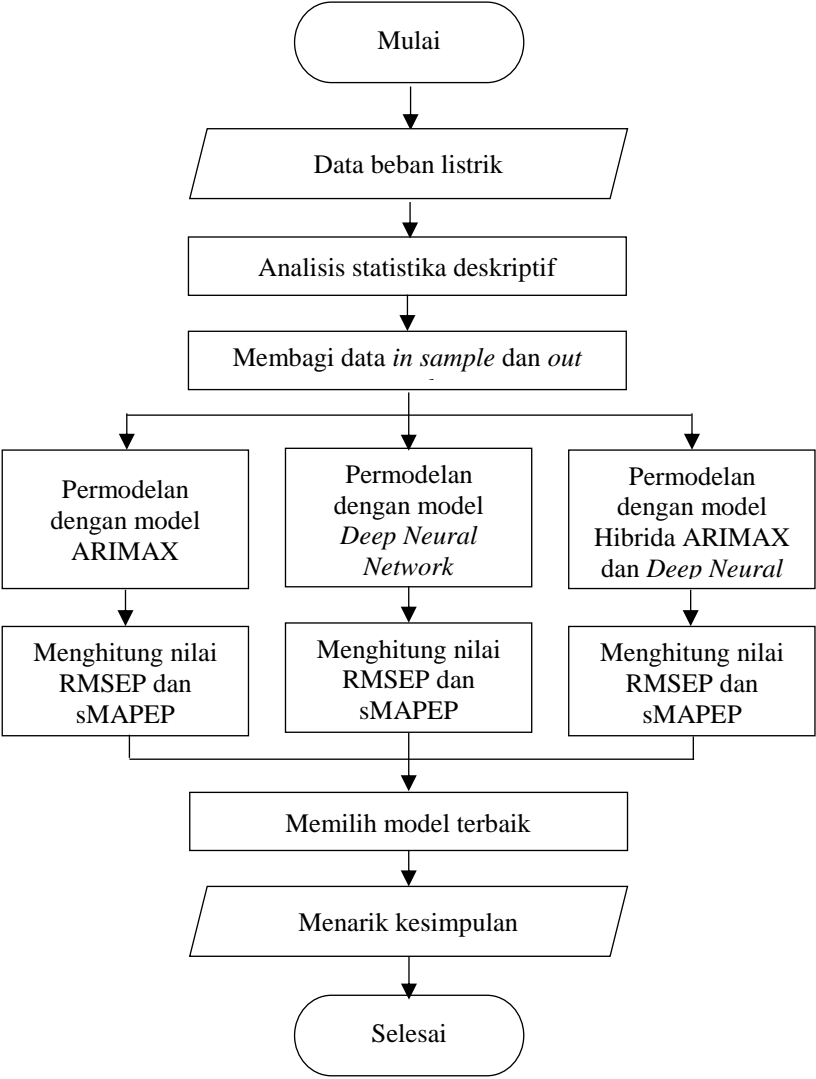 Mulai
Data beban listrik
Analisis statistika deskriptif
Membagi data in sample dan out
Permodelan
dengan model
ARIMAX
Permodelan
dengan model
Deep Neural
Network
Permodelan
dengan model
Hibrida ARIMAX
dan Deep Neural
Menghitung nilai
RMSEP dan
sMAPEP
Menghitung nilai
RMSEP dan
sMAPEP
Menghitung nilai
RMSEP dan
sMAPEP
Memilih model terbaik
Menarik kesimpulan
Selesai